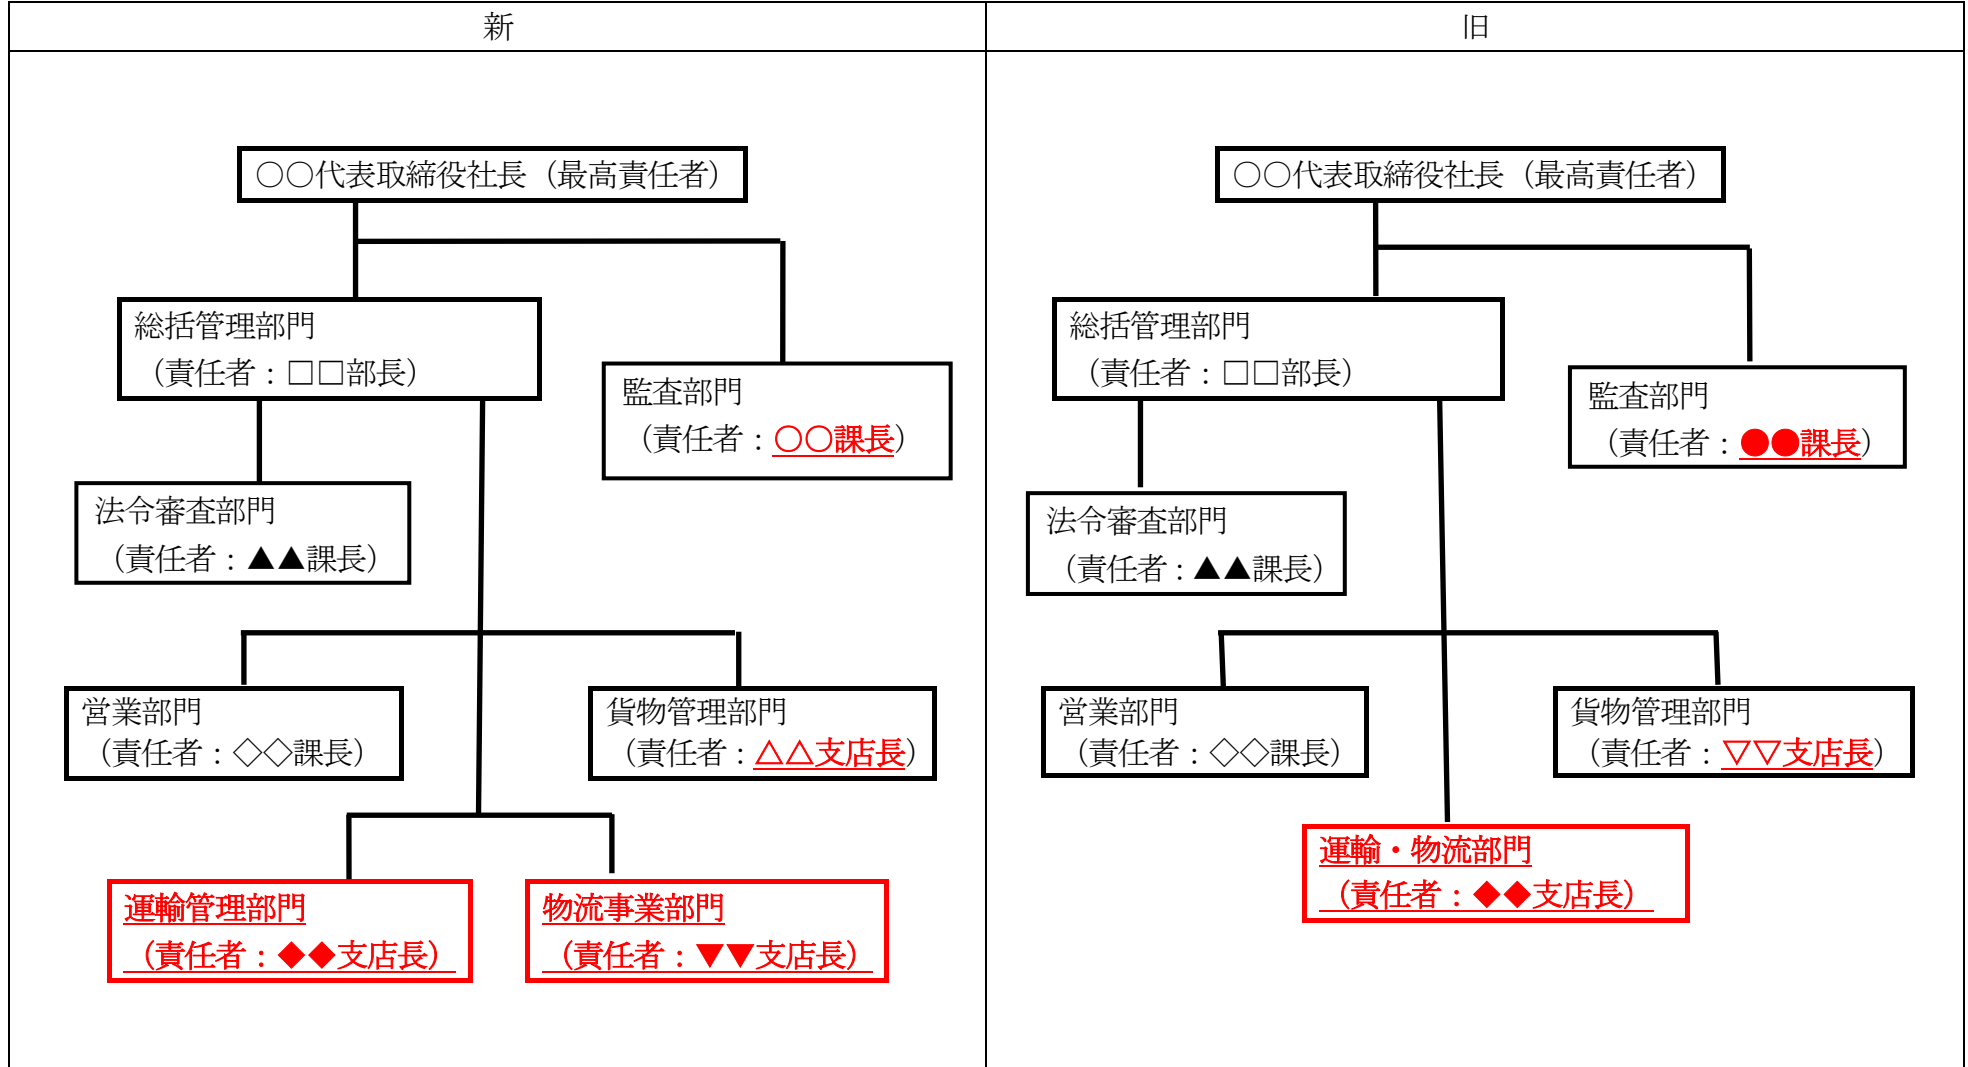 新
旧
〇〇代表取締役社長（最高責任者）
総括管理部門
（責任者：□□部長）
監査部門
（責任者：〇〇課長）
法令審査部門
（責任者：▲▲課長）
営業部門
（責任者：◇◇課長）
貨物管理部門
（責任者：△△支店長）
運輸管理部門
（責任者：◆◆支店長）
物流事業部門
（責任者：▼▼支店長）
〇〇代表取締役社長（最高責任者）
総括管理部門
（責任者：□□部長）
監査部門
（責任者：●●課長）
法令審査部門
（責任者：▲▲課長）
営業部門
（責任者：◇◇課長）
貨物管理部門
（責任者：▽▽支店長）
運輸・物流部門
（責任者：◆◆支店長）